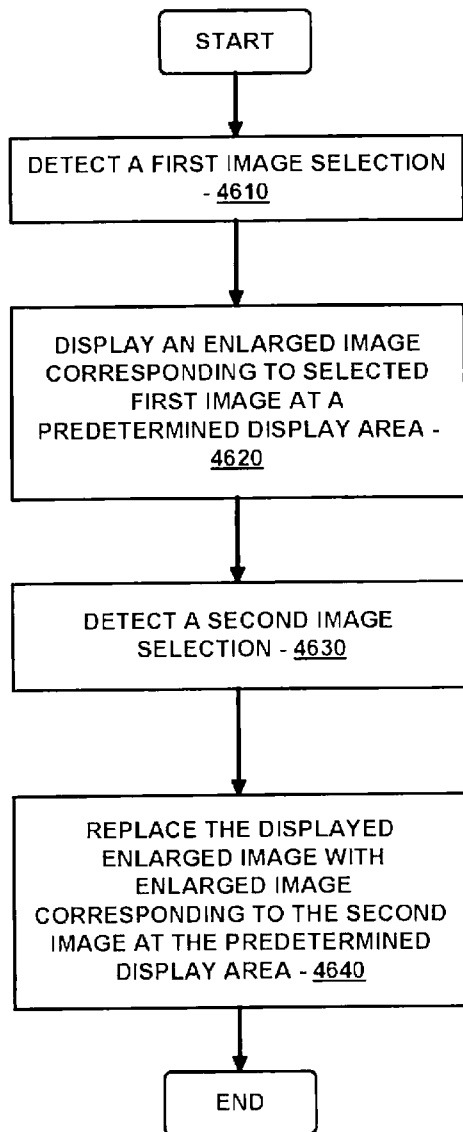 START
DETECT A FIRST IMAGE SELECTION
- 4610
DISPLAY AN ENLARGED IMAGE
CORRESPONDING TO SELECTED
FIRST IMAGE AT A
PREDETERMINED DISPLAY AREA -
4620
DETECT A SECOND IMAGE
SELECTION - 4630
REPLACE THE DISPLAYED
ENLARGED IMAGE WITH
ENLARGED IMAGE
CORRESPONDING TO THE SECOND
IMAGE AT THE PREDETERMINED
DISPLAY AREA - 4640
END